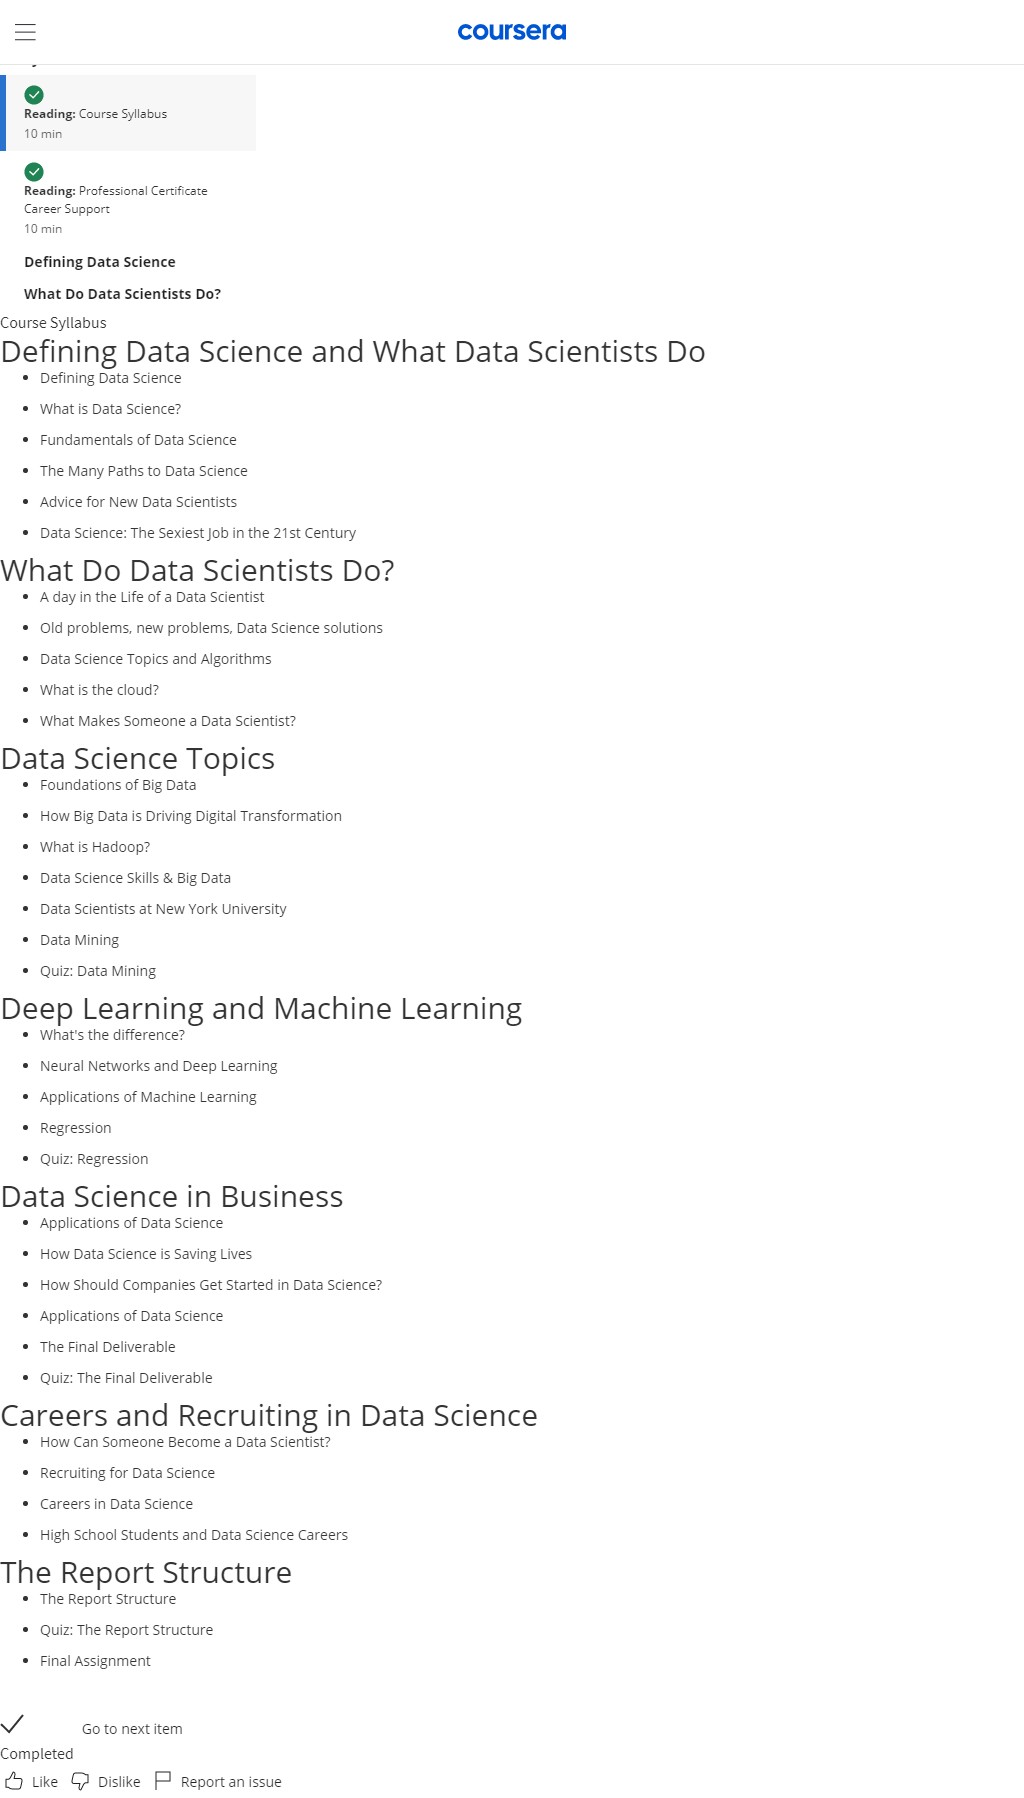 coursera
Reading: Course Syllabus
10 min
Reading: Professional Certificate
Career Support
10 min
Defining Data Science
What Do Data Scientists Do?
Course Syllabus
Defining Data Science and What Data Scientists Do
Defining Data Science
What is Data Science?
Fundamentals of Data Science
The Many Paths to Data Science
Advice for New Data Scientists
Data Science: The Sexiest Job in the 21st Century
What Do Data Scientists Do?
A day in the Life of a Data Scientist
Old problems, new problems, Data Science solutions
Data Science Topics and Algorithms
What is the cloud?
What Makes Someone a Data Scientist?
Data Science Topics
Foundations of Big Data
How Big Data is Driving Digital Transformation
What is Hadoop?
Data Science Skills & Big Data
Data Scientists at New York University
Data Mining
Quiz: Data Mining
Deep Learning and Machine Learning
What's the difference?
Neural Networks and Deep Learning
Applications of Machine Learning
Regression
Quiz: Regression
Data Science in Business
Applications of Data Science
How Data Science is Saving Lives
How Should Companies Get Started in Data Science?
Applications of Data Science
The Final Deliverable
Quiz: The Final Deliverable
Careers and Recruiting in Data Science
How Can Someone Become a Data Scientist?
Recruiting for Data Science
Careers in Data Science
High School Students and Data Science Careers
The Report Structure
The Report Structure
Quiz: The Report Structure
Final Assignment
Go to next item
Completed
Like Dislike Report an issue